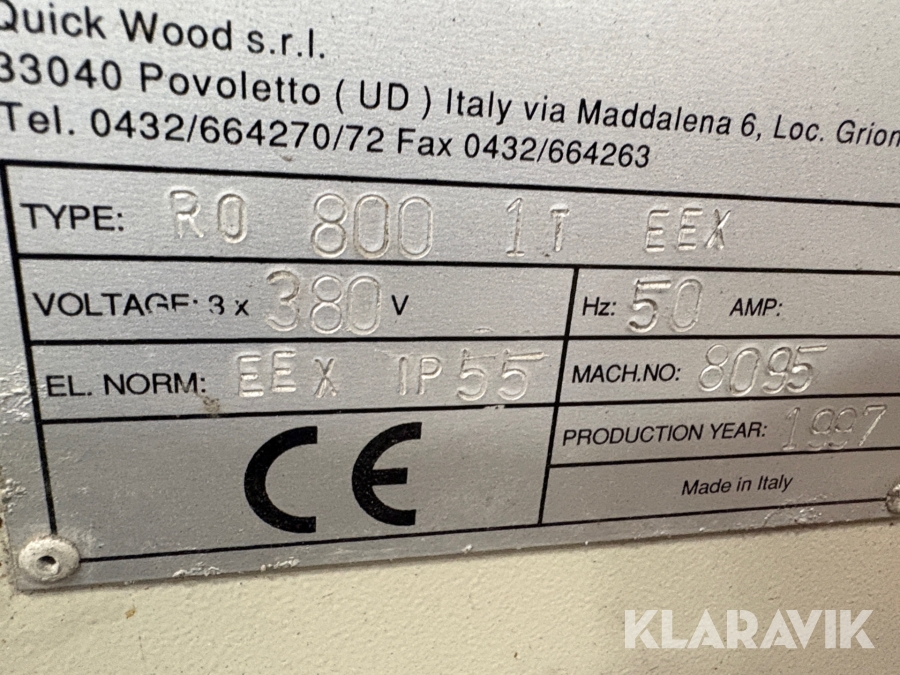 Quick Wood s.r.l.
33040 Povoletto ( UD ) Italy via Maddalena 6, Loc. Grion
Tel. 0432/664270/72 Fax 0432/664263
TYPE: RO 800 1T EEX
VOLTAGE: 3 x 380 V
Hz: 50 AMP:
EL. NORM: EEX IP55
MACH.NO: 8095
PRODUCTION YEAR: 1997
CE
Made in Italy
KLARAVIK